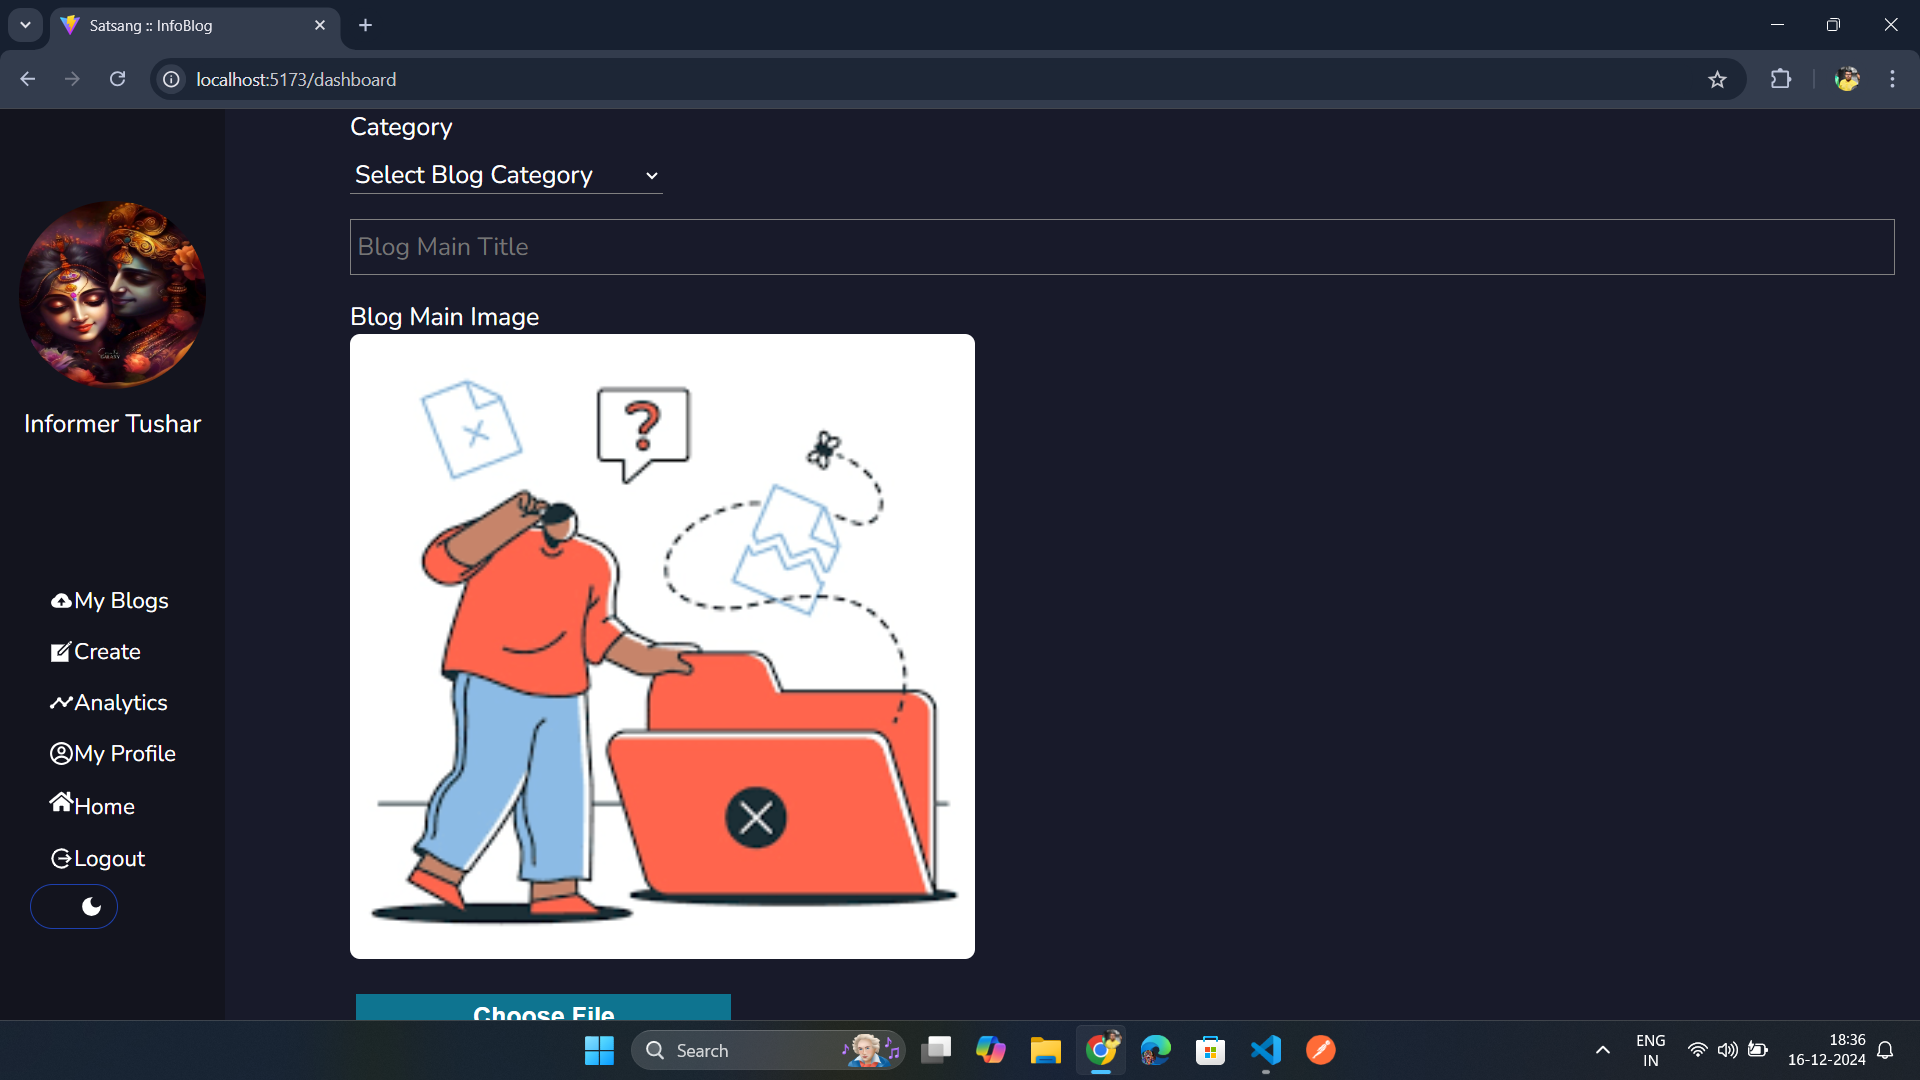 Satsang :: InfoBlog
localhost:5173/dashboard
Category
Select Blog Category
Blog Main Title
Blog Main Image
?
Informer Tushar
My Blogs
Create
Analytics
My Profile
Home
Logout
Choose File
Search
ENG
IN
18:36
16-12-2024